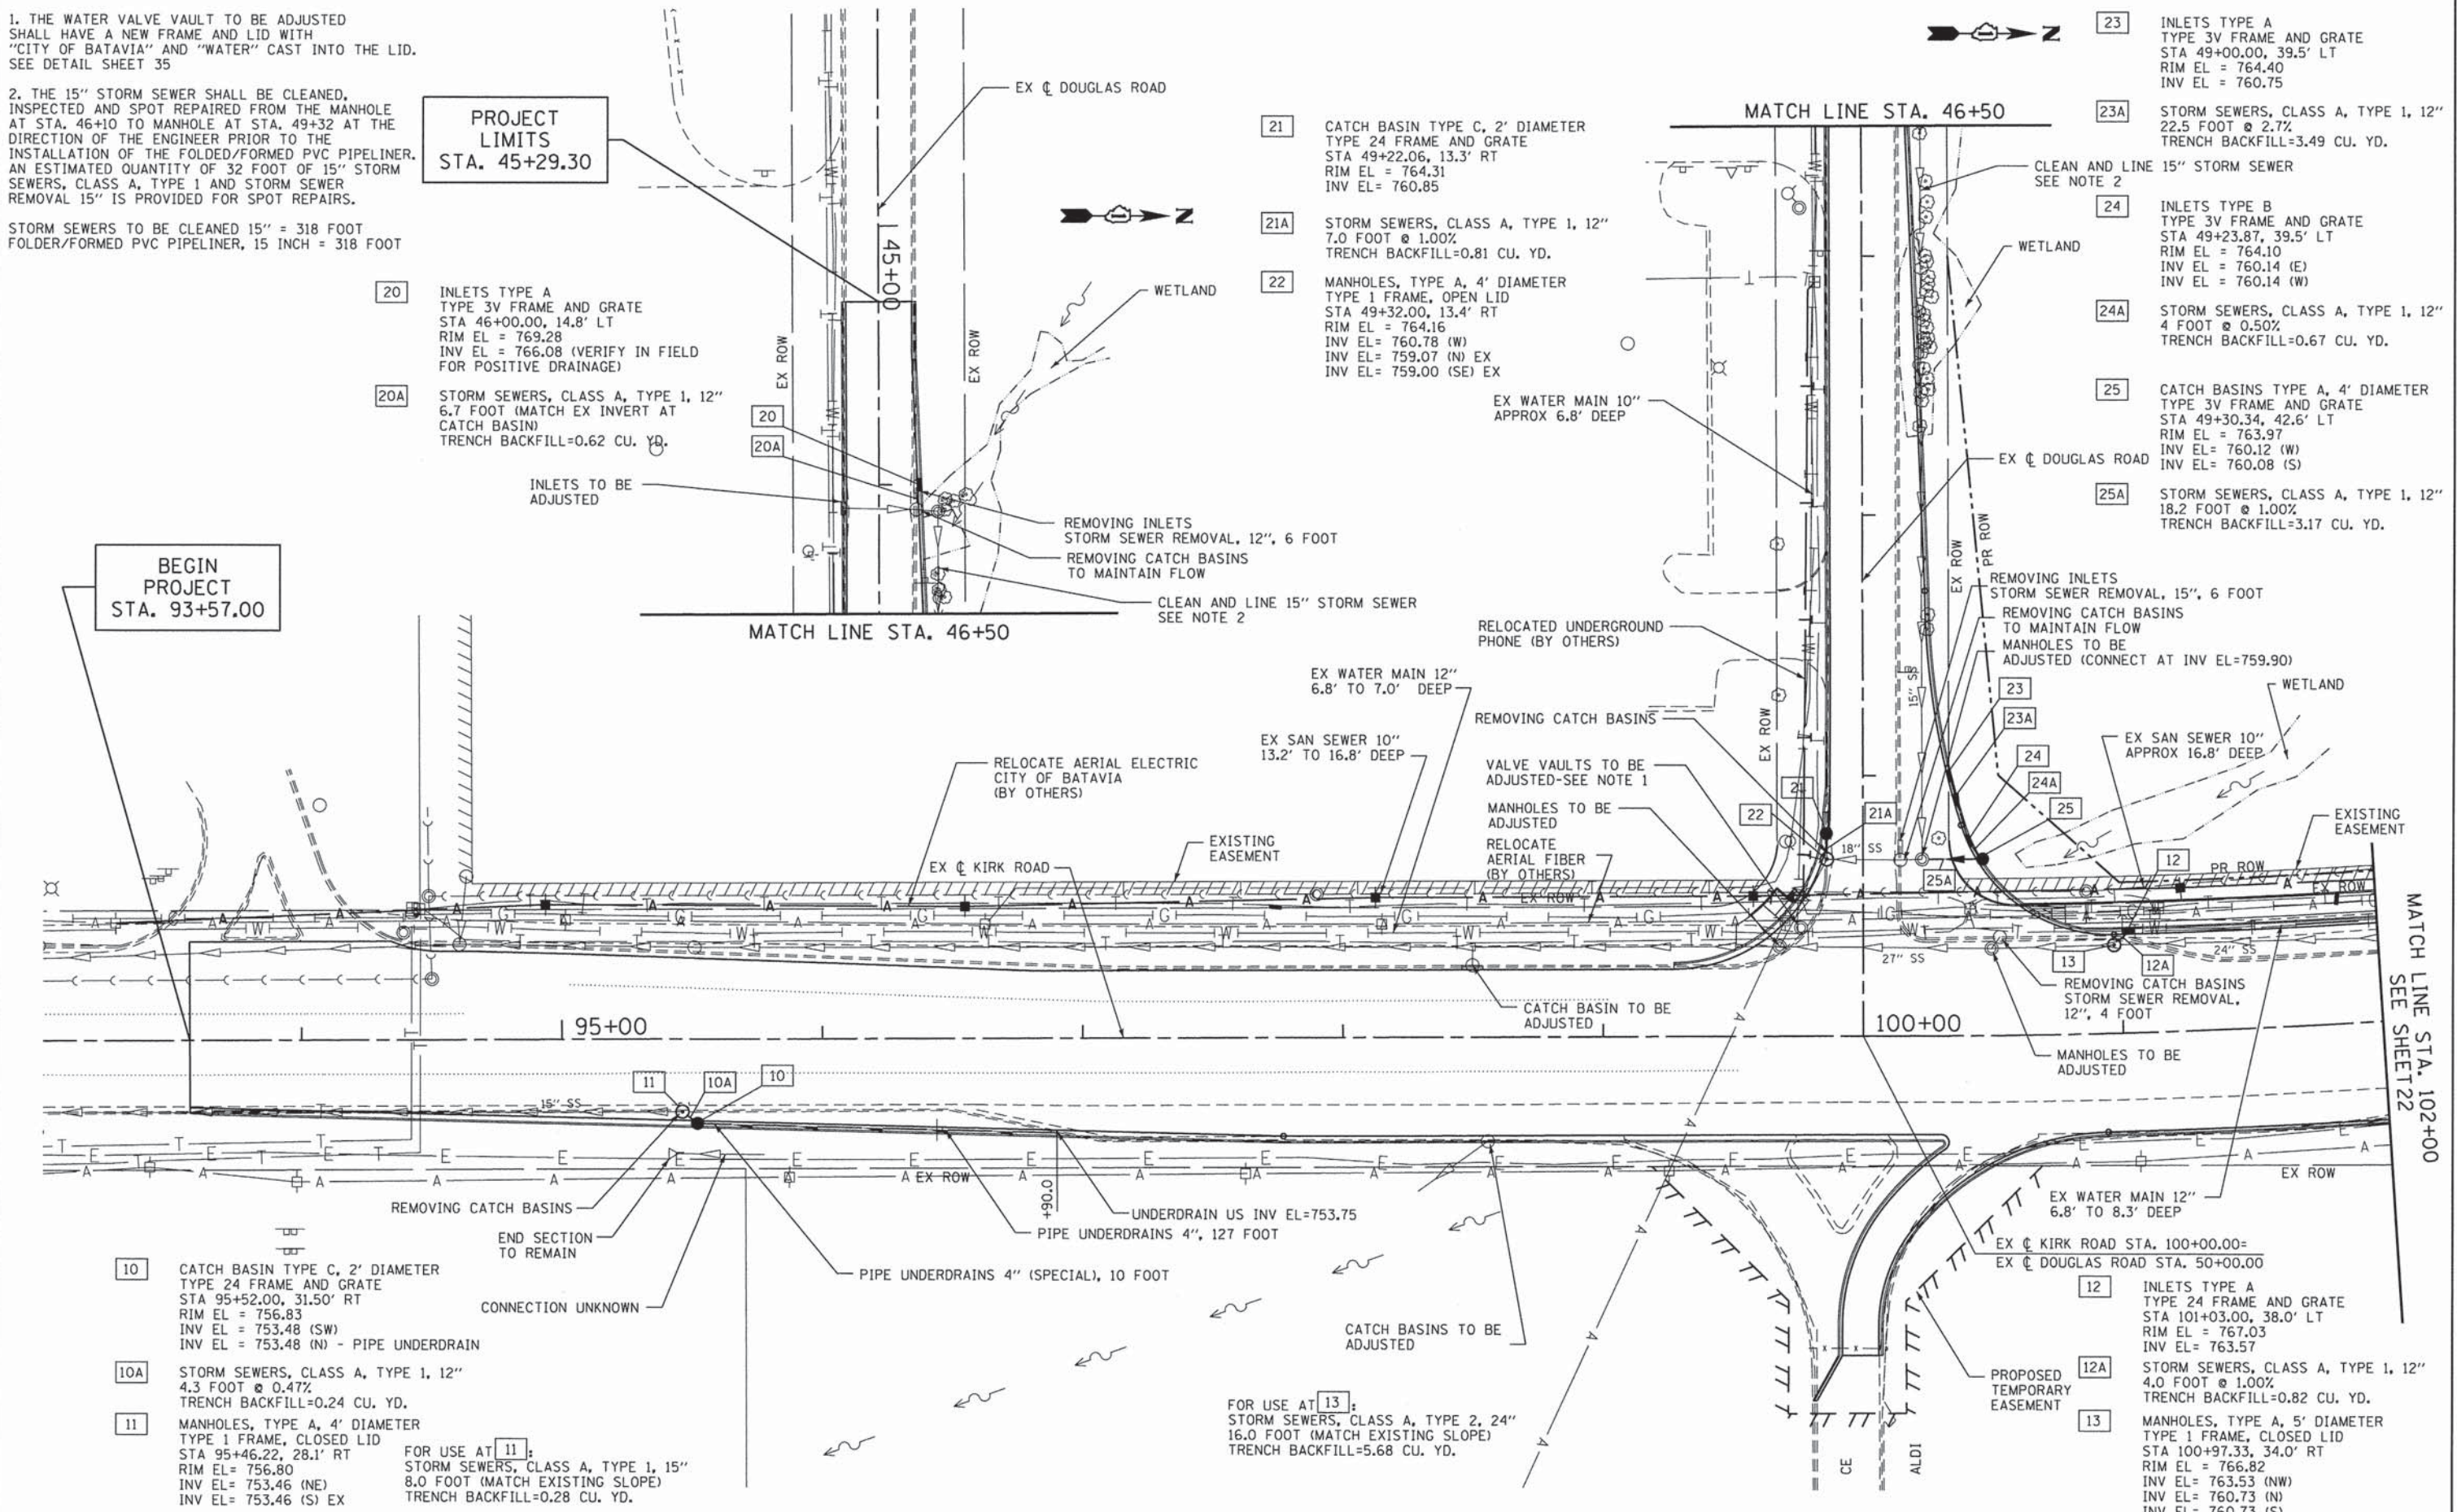 1. THE WATER VALVE VAULT TO BE ADJUSTED
SHALL HAVE A NEW FRAME AND LID WITH
"CITY OF BATAVIA" AND "WATER" CAST INTO THE LID.
SEE DETAIL SHEET 35
2. THE 15" STORM SEWER SHALL BE CLEANED,
INSPECTED AND SPOT REPAIRED FROM THE MANHOLE
AT STA. 46+10 TO MANHOLE AT STA. 49+32 AT THE
DIRECTION OF THE ENGINEER PRIOR TO THE
INSTALLATION OF THE FOLDED/FORMED PVC PIPELINER.
AN ESTIMATED QUANTITY OF 32 FOOT OF 15" STORM
SEWERS, CLASS A, TYPE 1 AND STORM SEWER
REMOVAL 15" IS PROVIDED FOR SPOT REPAIRS.
STORM SEWERS TO BE CLEANED 15" = 318 FOOT
FOLDER/FORMED PVC PIPELINER, 15 INCH = 318 FOOT
PROJECT
LIMITS
STA. 45+29.30
EX ℄ DOUGLAS ROAD
45+00
N
WETLAND
EX ROW
EX ROW
20
INLETS TYPE A
TYPE 3V FRAME AND GRATE
STA 46+00.00, 14.8' LT
RIM EL = 769.28
INV EL = 766.08 (VERIFY IN FIELD
FOR POSITIVE DRAINAGE)
20A
STORM SEWERS, CLASS A, TYPE 1, 12"
6.7 FOOT (MATCH EX INVERT AT
CATCH BASIN)
TRENCH BACKFILL=0.62 CU. YD.
20
20A
INLETS TO BE
ADJUSTED
REMOVING INLETS
STORM SEWER REMOVAL, 12", 6 FOOT
REMOVING CATCH BASINS
TO MAINTAIN FLOW
CLEAN AND LINE 15" STORM SEWER
SEE NOTE 2
MATCH LINE STA. 46+50
21
CATCH BASIN TYPE C, 2' DIAMETER
TYPE 24 FRAME AND GRATE
STA 49+22.06, 13.3' RT
RIM EL = 764.31
INV EL= 760.85
21A
STORM SEWERS, CLASS A, TYPE 1, 12"
7.0 FOOT @ 1.00%
TRENCH BACKFILL=0.81 CU. YD.
22
MANHOLES, TYPE A, 4' DIAMETER
TYPE 1 FRAME, OPEN LID
STA 49+32.00, 13.4' RT
RIM EL = 764.16
INV EL= 760.78 (W)
INV EL= 759.07 (N) EX
INV EL= 759.00 (SE) EX
N
MATCH LINE STA. 46+50
23
INLETS TYPE A
TYPE 3V FRAME AND GRATE
STA 49+00.00, 39.5' LT
RIM EL = 764.40
INV EL = 760.75
23A
STORM SEWERS, CLASS A, TYPE 1, 12"
22.5 FOOT @ 2.7%
TRENCH BACKFILL=3.49 CU. YD.
CLEAN AND LINE 15" STORM SEWER
SEE NOTE 2
24
INLETS TYPE B
TYPE 3V FRAME AND GRATE
STA 49+23.87, 39.5' LT
RIM EL = 764.10
INV EL = 760.14 (E)
INV EL = 760.14 (W)
WETLAND
24A
STORM SEWERS, CLASS A, TYPE 1, 12"
4 FOOT @ 0.50%
TRENCH BACKFILL=0.67 CU. YD.
25
CATCH BASINS TYPE A, 4' DIAMETER
TYPE 3V FRAME AND GRATE
STA 49+30.34, 42.6' LT
RIM EL = 763.97
INV EL= 760.12 (W)
INV EL= 760.08 (S)
25A
STORM SEWERS, CLASS A, TYPE 1, 12"
18.2 FOOT @ 1.00%
TRENCH BACKFILL=3.17 CU. YD.
EX WATER MAIN 10"
APPROX 6.8' DEEP
EX ℄ DOUGLAS ROAD
EX ROW
PR ROW
REMOVING INLETS
STORM SEWER REMOVAL, 15", 6 FOOT
REMOVING CATCH BASINS
TO MAINTAIN FLOW
MANHOLES TO BE
ADJUSTED (CONNECT AT INV EL=759.90)
RELOCATED UNDERGROUND
PHONE (BY OTHERS)
15" SS
EX ROW
23
23A
24
24A
25
WETLAND
EX SAN SEWER 10"
APPROX 16.8' DEEP
EXISTING
EASEMENT
EX WATER MAIN 12"
6.8' TO 7.0' DEEP
REMOVING CATCH BASINS
EX SAN SEWER 10"
13.2' TO 16.8' DEEP
VALVE VAULTS TO BE
ADJUSTED-SEE NOTE 1
MANHOLES TO BE
ADJUSTED
RELOCATE
AERIAL FIBER
(BY OTHERS)
21
22
21A
18" SS
25A
12
PR ROW
EX ROW
BEGIN
PROJECT
STA. 93+57.00
RELOCATE AERIAL ELECTRIC
CITY OF BATAVIA
(BY OTHERS)
EXISTING
EASEMENT
EX ℄ KIRK ROAD
EX ROW
27" SS
24" SS
13
12A
REMOVING CATCH BASINS
STORM SEWER REMOVAL,
12", 4 FOOT
CATCH BASIN TO BE
ADJUSTED
95+00
100+00
MANHOLES TO BE
ADJUSTED
MATCH LINE STA. 102+00
SEE SHEET 22
11
10A
10
15" SS
EX ROW
EX ROW
REMOVING CATCH BASINS
END SECTION
TO REMAIN
CONNECTION UNKNOWN
+90.0
UNDERDRAIN US INV EL=753.75
PIPE UNDERDRAINS 4", 127 FOOT
PIPE UNDERDRAINS 4" (SPECIAL), 10 FOOT
CATCH BASINS TO BE
ADJUSTED
EX WATER MAIN 12"
6.8' TO 8.3' DEEP
EX ℄ KIRK ROAD STA. 100+00.00=
EX ℄ DOUGLAS ROAD STA. 50+00.00
PROPOSED
TEMPORARY
EASEMENT
CE
ALDI
10
CATCH BASIN TYPE C, 2' DIAMETER
TYPE 24 FRAME AND GRATE
STA 95+52.00, 31.50' RT
RIM EL = 756.83
INV EL = 753.48 (SW)
INV EL = 753.48 (N) - PIPE UNDERDRAIN
10A
STORM SEWERS, CLASS A, TYPE 1, 12"
4.3 FOOT @ 0.47%
TRENCH BACKFILL=0.24 CU. YD.
11
MANHOLES, TYPE A, 4' DIAMETER
TYPE 1 FRAME, CLOSED LID
STA 95+46.22, 28.1' RT
RIM EL= 756.80
INV EL= 753.46 (NE)
INV EL= 753.46 (S) EX
FOR USE AT 11 :
STORM SEWERS, CLASS A, TYPE 1, 15"
8.0 FOOT (MATCH EXISTING SLOPE)
TRENCH BACKFILL=0.28 CU. YD.
FOR USE AT 13 :
STORM SEWERS, CLASS A, TYPE 2, 24"
16.0 FOOT (MATCH EXISTING SLOPE)
TRENCH BACKFILL=5.68 CU. YD.
12
INLETS TYPE A
TYPE 24 FRAME AND GRATE
STA 101+03.00, 38.0' LT
RIM EL = 767.03
INV EL= 763.57
12A
STORM SEWERS, CLASS A, TYPE 1, 12"
4.0 FOOT @ 1.00%
TRENCH BACKFILL=0.82 CU. YD.
13
MANHOLES, TYPE A, 5' DIAMETER
TYPE 1 FRAME, CLOSED LID
STA 100+97.33, 34.0' RT
RIM EL = 766.82
INV EL= 763.53 (NW)
INV EL= 760.73 (N)
INV EL= 760.73 (S)